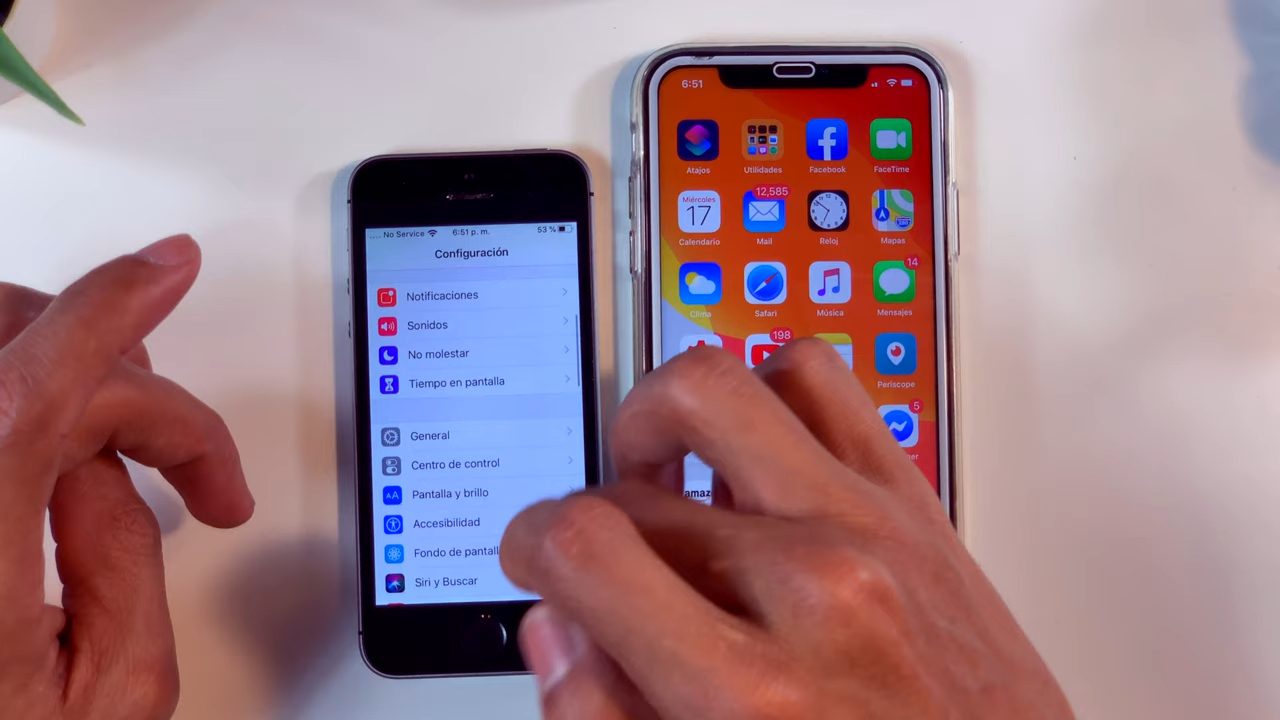 No Service 6:51 p. m. 53 %
Configuración
Notificaciones
Sonidos
No molestar
Tiempo en pantalla
General
Centro de control
Pantalla y brillo
AA
Accesibilidad
Fondo de pantall
Siri y Buscar
6:51
Atajos Utilidades Facebook FaceTime
Miércoles
17
12,585
Calendario Mail Reloj Mapas
14
Clima Safari Música Mensajes
198
Periscope
5
amaz